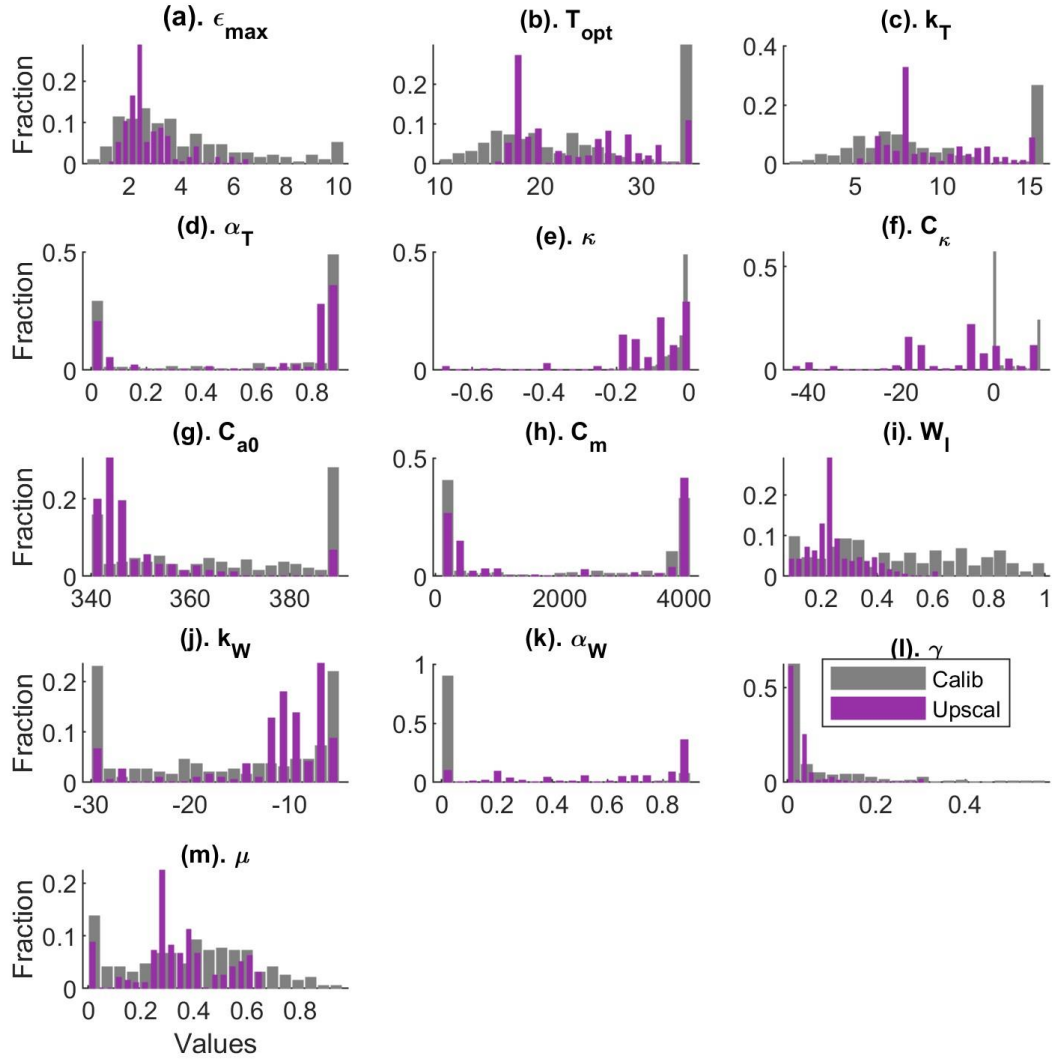 (a). ϵmax
(b). Topt
(c). kT
Fraction
0.2
0.1
0
2 4 6 8 10
0.2
0.1
0
10 20 30
0.4
0.2
0
5 10 15
(d). αT
(e). κ
(f). Cκ
Fraction
0.5
0
0 0.2 0.4 0.6 0.8
0.5
0
-0.6 -0.4 -0.2 0
0.5
0
-40 -20 0
(g). Ca0
(h). Cm
(i). WI
Fraction
0.2
0
340 360 380
0.5
0
0 2000 4000
0.2
0.1
0
0.2 0.4 0.6 0.8 1
(j). kW
(k). αW
(l). γ
Fraction
0.2
0.1
0
-30 -20 -10
1
0.5
0
0 0.2 0.4 0.6 0.8
0.5
0
0 0.2 0.4
Calib
Upscal
(m). μ
Fraction
0.2
0.1
0
0 0.2 0.4 0.6 0.8
Values